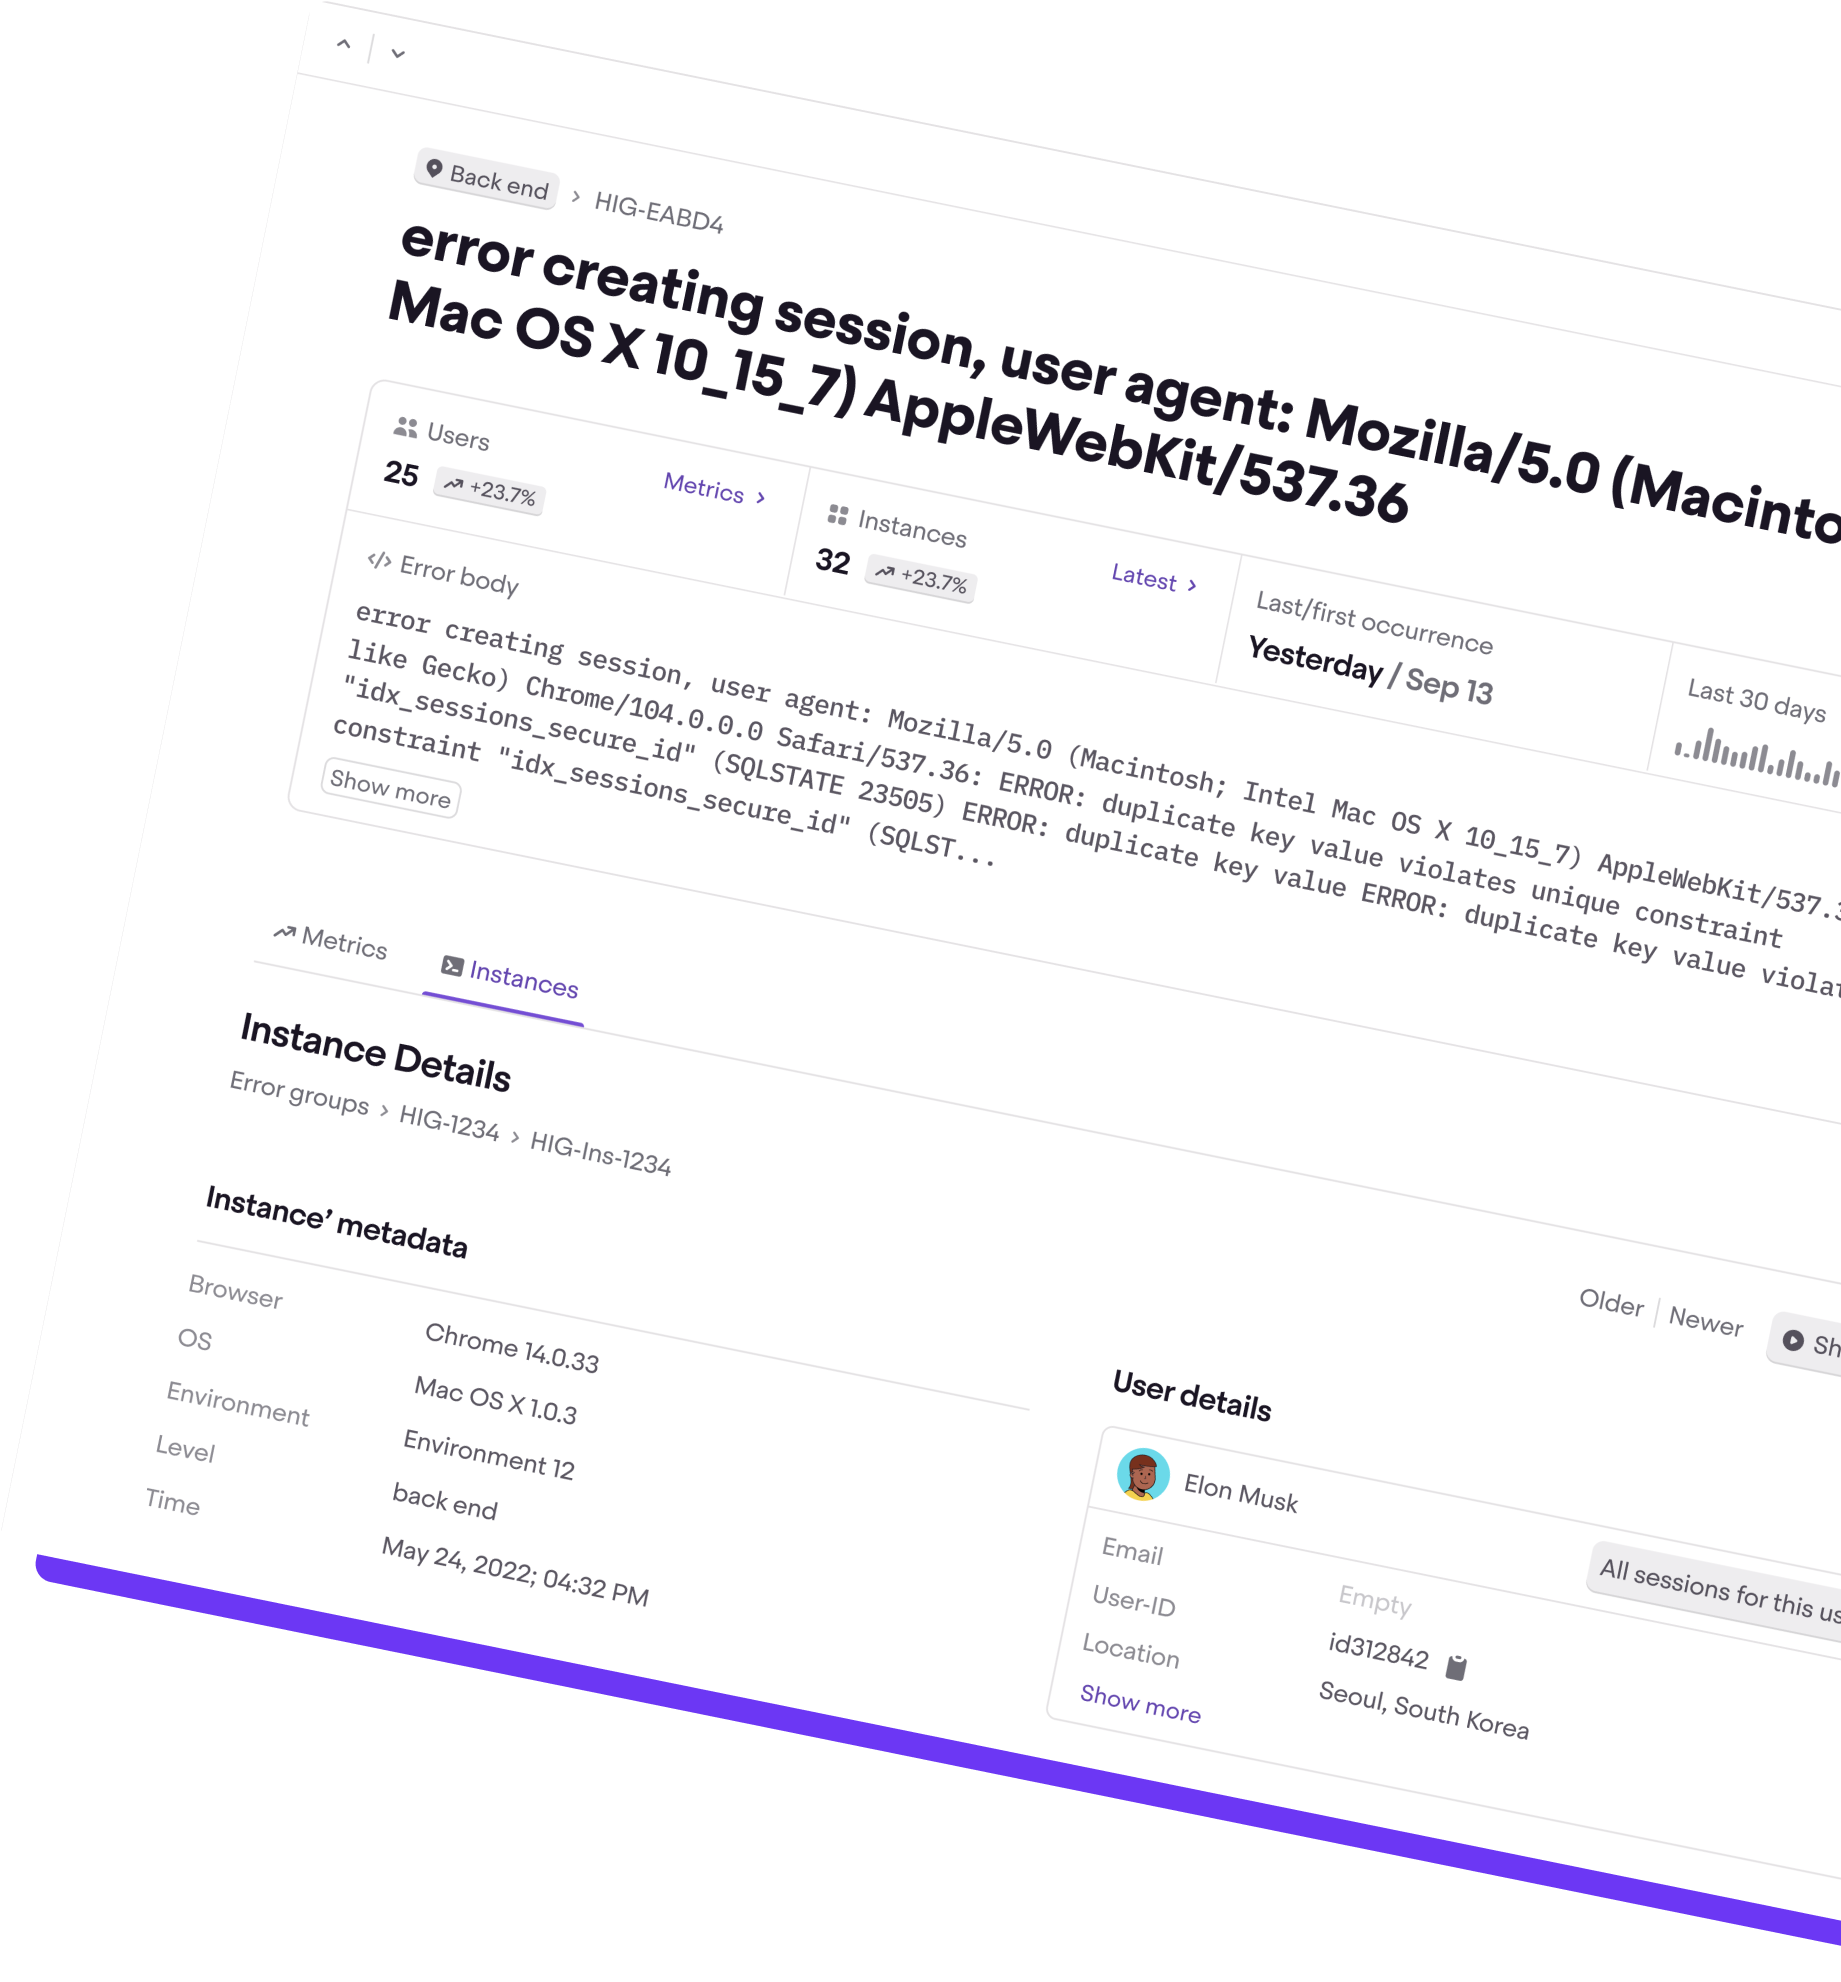 Back end > HIG-EABD4
error creating session, user agent: Mozilla/5.0 (Macinto
Mac OS X 10_15_7) AppleWebKit/537.36
Users
25 +23.7%
Metrics >
Instances
32 +23.7%
Latest >
Last/first occurrence
Yesterday / Sep 13
Last 30 days
</> Error body
error creating session, user agent: Mozilla/5.0 (Macintosh; Intel Mac OS X 10_15_7) AppleWebKit/537.3
like Gecko) Chrome/104.0.0.0 Safari/537.36: ERROR: duplicate key value violates unique constraint
"idx_sessions_secure_id" (SQLSTATE 23505) ERROR: duplicate key value ERROR: duplicate key value violat
constraint "idx_sessions_secure_id" (SQLST...
Show more
Metrics
Instances
Instance Details
Error groups > HIG-1234 > HIG-Ins-1234
Older | Newer
Sh
Instance’ metadata
Browser Chrome 14.0.33
OS Mac OS X 1.0.3
Environment Environment 12
Level back end
Time May 24, 2022; 04:32 PM
User details
Elon Musk
All sessions for this us
Email Empty
User-ID id312842
Location Seoul, South Korea
Show more